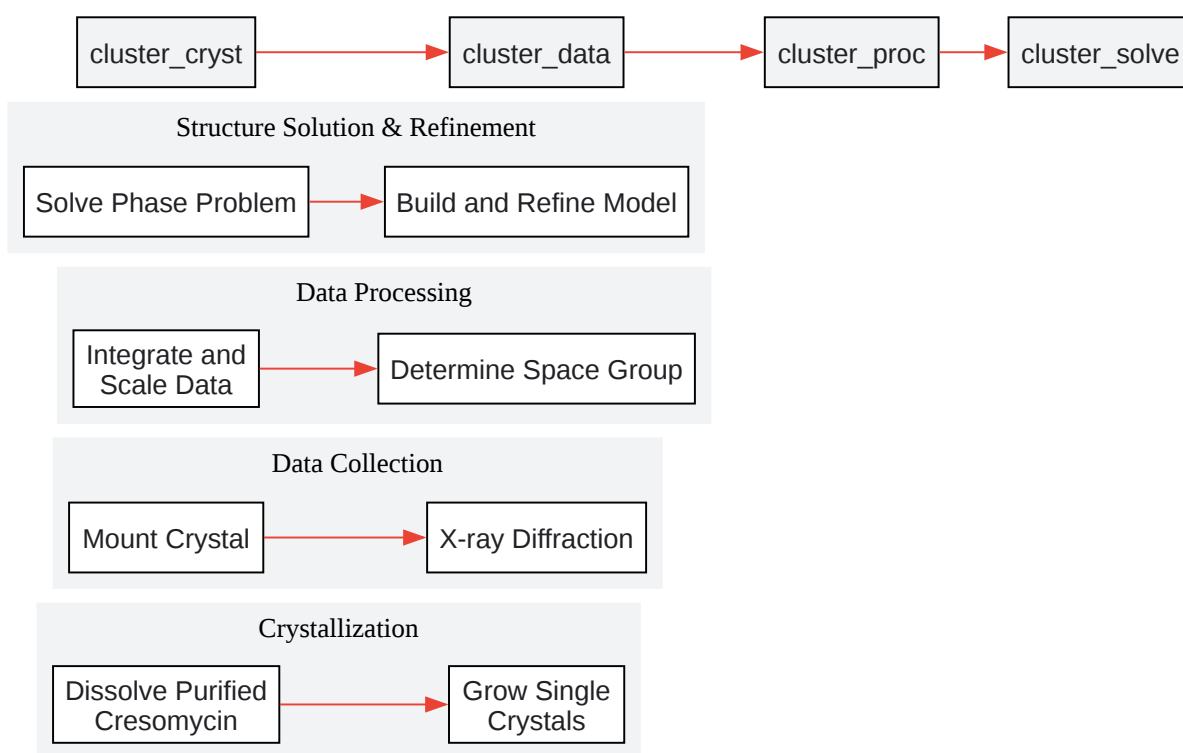 cluster_cryst
cluster_data
cluster_proc
cluster_solve
Structure Solution & Refinement
Solve Phase Problem
Build and Refine Model
Data Processing
Integrate and
Scale Data
Determine Space Group
Data Collection
Mount Crystal
X-ray Diffraction
Crystallization
Dissolve Purified
Cresomycin
Grow Single
Crystals